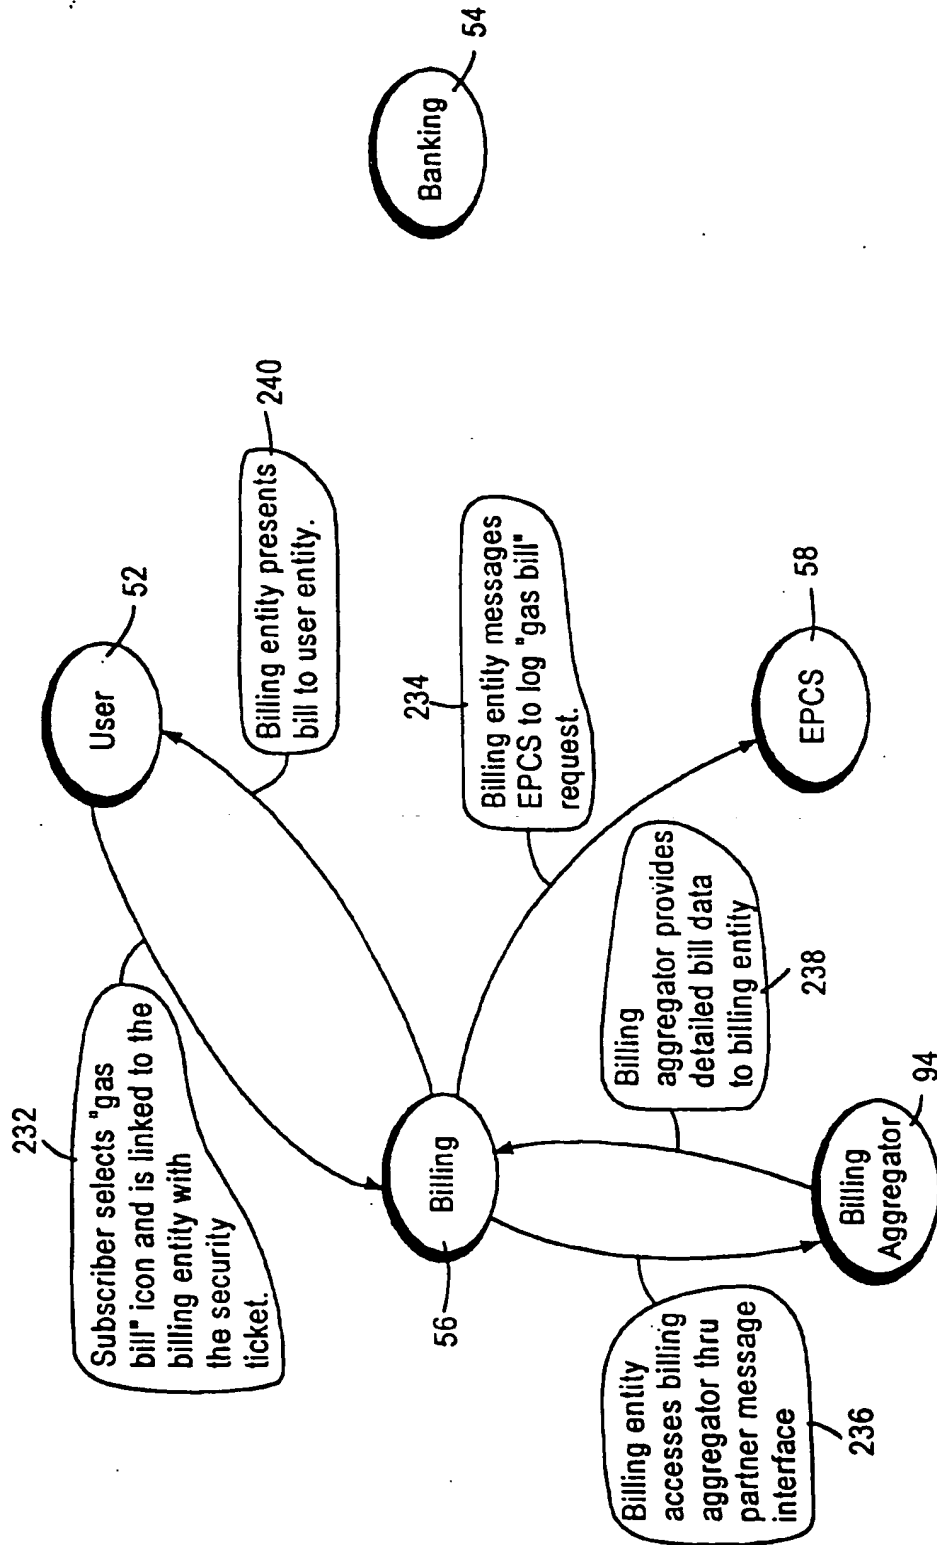 232
Subscriber selects "gas
bill" icon and is linked to the
billing entity with
the security
ticket.
User
52
Billing entity presents
bill to user entity.
240
Banking
54
234
Billing entity messages
EPCS to log "gas bill"
request.
Billing
56
Billing
aggregator provides
detailed bill data
to billing entity
238
EPCS
58
Billing entity
accesses billing
aggregator thru
partner message
interface
236
Billing
Aggregator
94